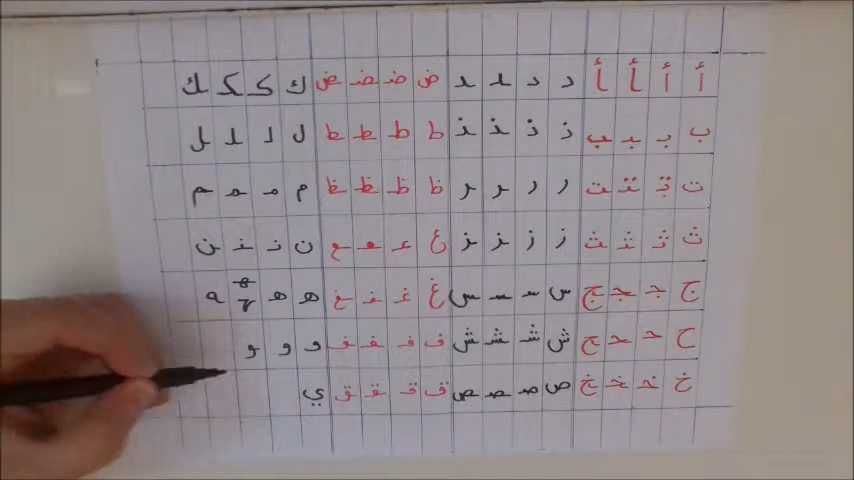 أ أ ـأ ـأ د د ـد ـد ض ضـ ـضـ ـض ك كـ ـكـ ـك
ب بـ ـبـ ـب ذ ذ ـذ ـذ ط طـ ـطـ ـط ل لـ ـلـ ـل
ت تـ ـتـ ـت ر ر ـر ـر ظ ظـ ـظـ ـظ م مـ ـمـ ـم
ث ثـ ـثـ ـث ز ز ـز ـز ع عـ ـعـ ـع ن نـ ـنـ ـن
ج جـ ـجـ ـج س سـ ـسـ ـس غ غـ ـغـ ـغ ه هـ ـهـ ـه
ح حـ ـحـ ـح ش شـ ـشـ ـش ف فـ ـفـ ـف و و ـو
خ خـ ـخـ ـخ ص صـ ـصـ ـص ق قـ ـقـ ـق ي